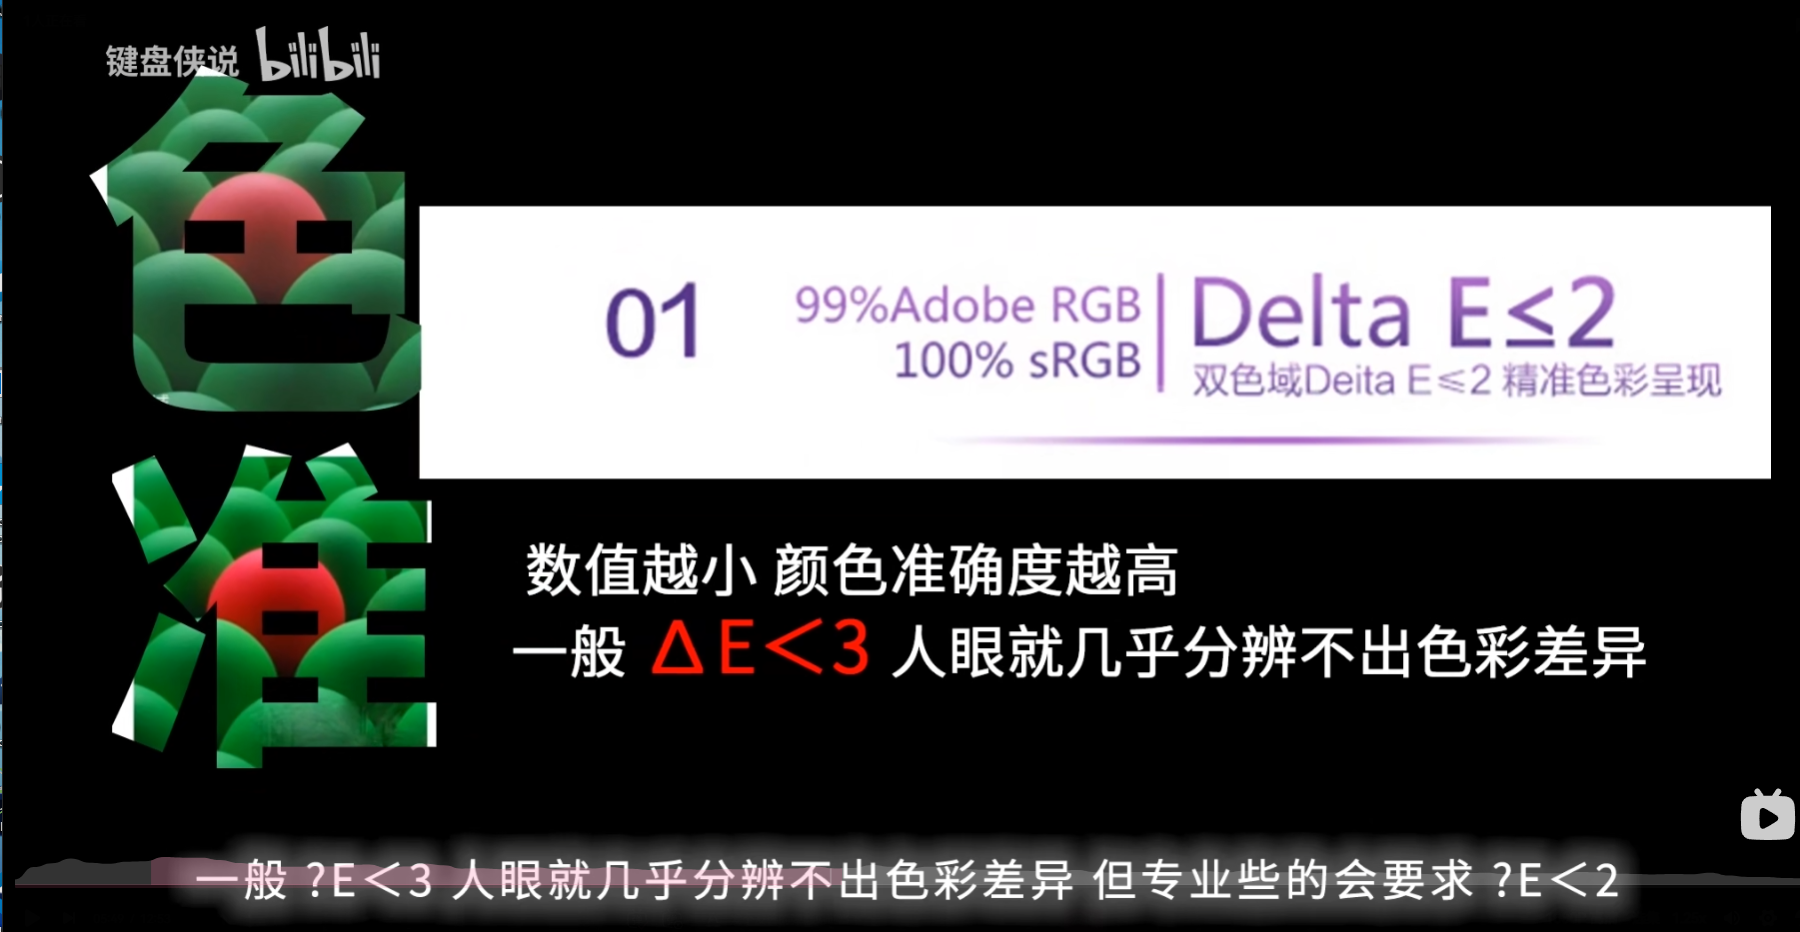 键盘侠说 bilibili
色准
01
99%Adobe RGB
100% sRGB
Delta E≤2
双色域Deita E≤2 精准色彩呈现
数值越小 颜色准确度越高
一般 ΔE<3 人眼就几乎分辨不出色彩差异
一般 ?E<3 人眼就几乎分辨不出色彩差异 但专业些的会要求 ?E<2